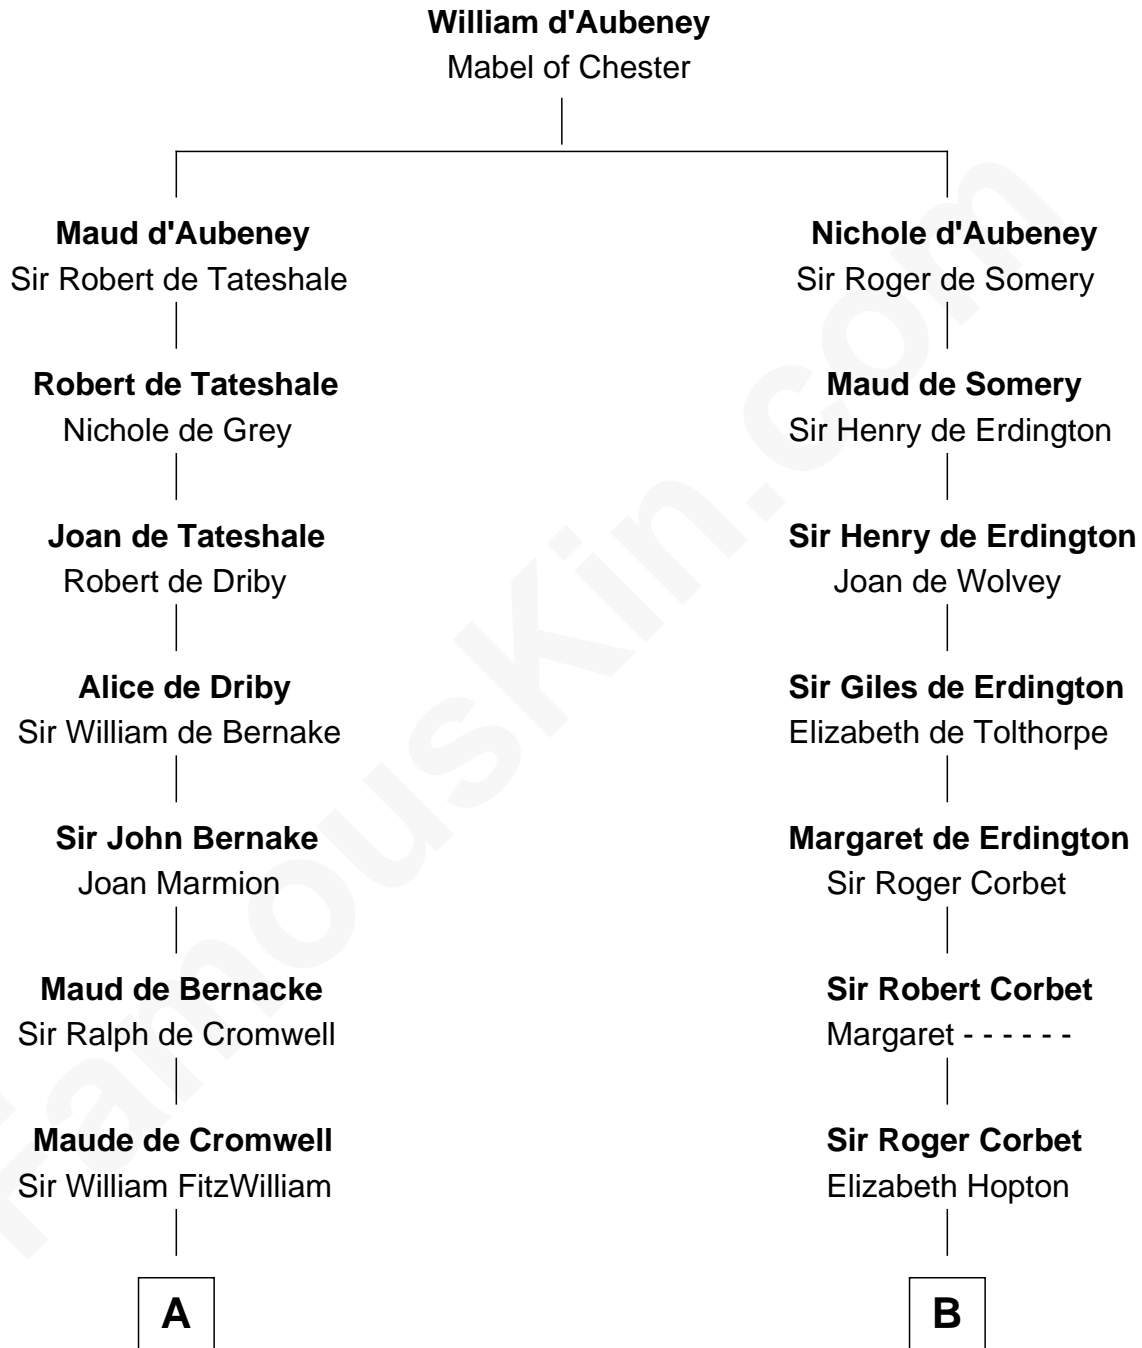 William d'Aubeney
Mabel of Chester
Maud d'Aubeney
Sir Robert de Tateshale
Robert de Tateshale
Nichole de Grey
Joan de Tateshale
Robert de Driby
Alice de Driby
Sir William de Bernake
Sir John Bernake
Joan Marmion
Maud de Bernacke
Sir Ralph de Cromwell
Maude de Cromwell
Sir William FitzWilliam
A
Nichole d'Aubeney
Sir Roger de Somery
Maud de Somery
Sir Henry de Erdington
Sir Henry de Erdington
Joan de Wolvey
Sir Giles de Erdington
Elizabeth de Tolthorpe
Margaret de Erdington
Sir Roger Corbet
Sir Robert Corbet
Margaret - - - - - -
Sir Roger Corbet
Elizabeth Hopton
B
FamousKin.com